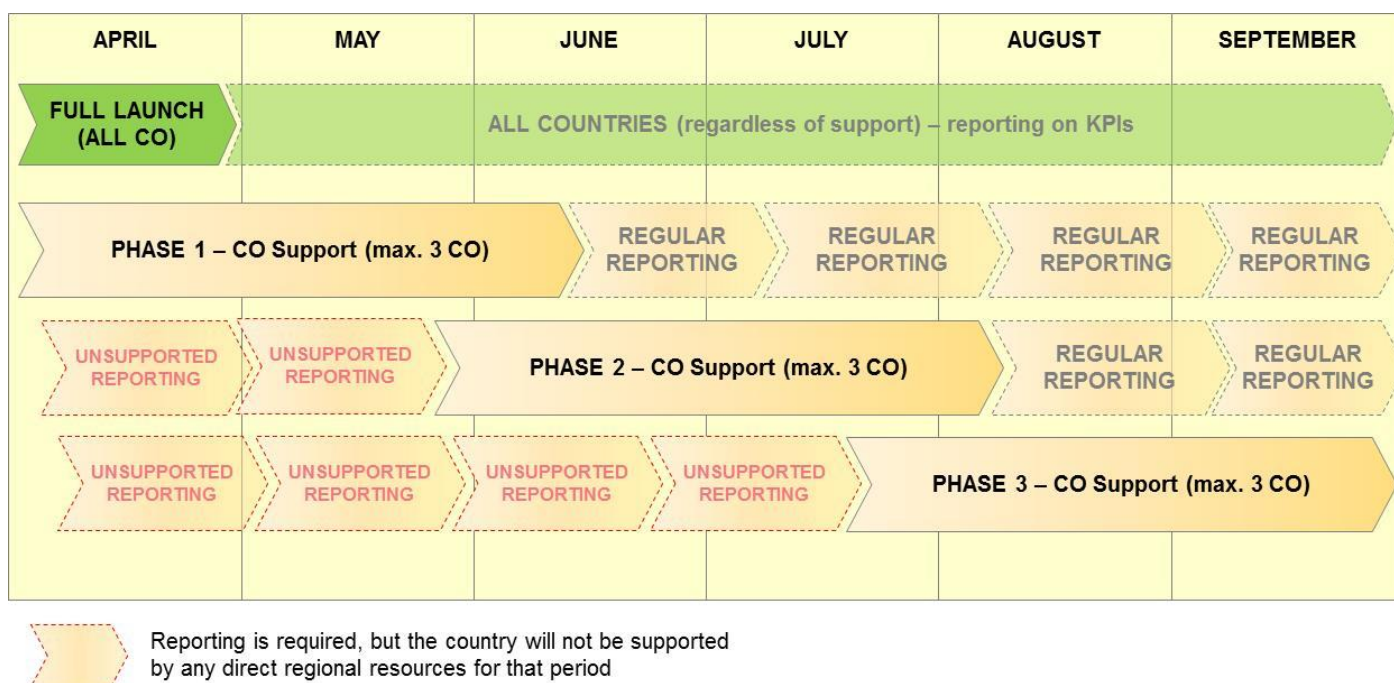 APRIL MAY JUNE JULY AUGUST SEPTEMBER
FULL LAUNCH
(ALL CO)
ALL COUNTRIES (regardless of support) – reporting on KPIs
PHASE 1 – CO Support (max. 3 CO)
REGULAR
REPORTING
REGULAR
REPORTING
REGULAR
REPORTING
REGULAR
REPORTING
UNSUPPORTED
REPORTING
UNSUPPORTED
REPORTING
PHASE 2 – CO Support (max. 3 CO)
REGULAR
REPORTING
REGULAR
REPORTING
UNSUPPORTED
REPORTING
UNSUPPORTED
REPORTING
UNSUPPORTED
REPORTING
UNSUPPORTED
REPORTING
PHASE 3 – CO Support (max. 3 CO)
Reporting is required, but the country will not be supported
by any direct regional resources for that period